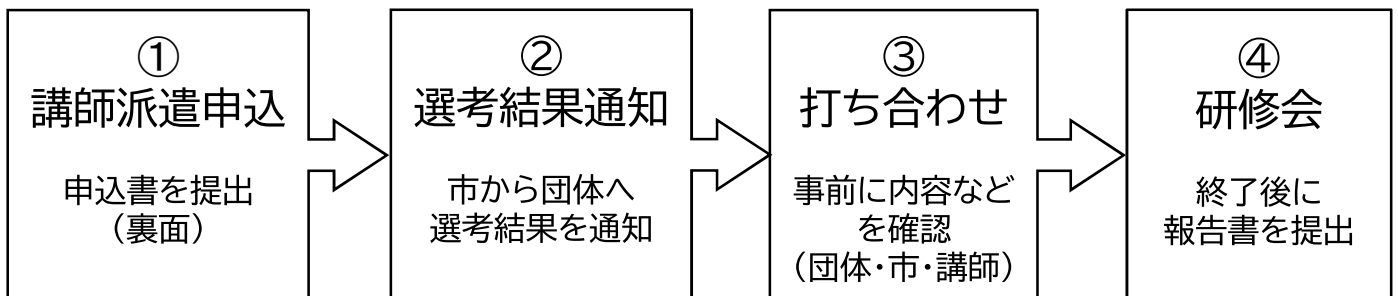 ①
講師派遣申込
申込書を提出
（裏面）
②
選考結果通知
市から団体へ
選考結果を通知
③
打ち合わせ
事前に内容など
を確認
（団体・市・講師）
④
研修会
終了後に
報告書を提出